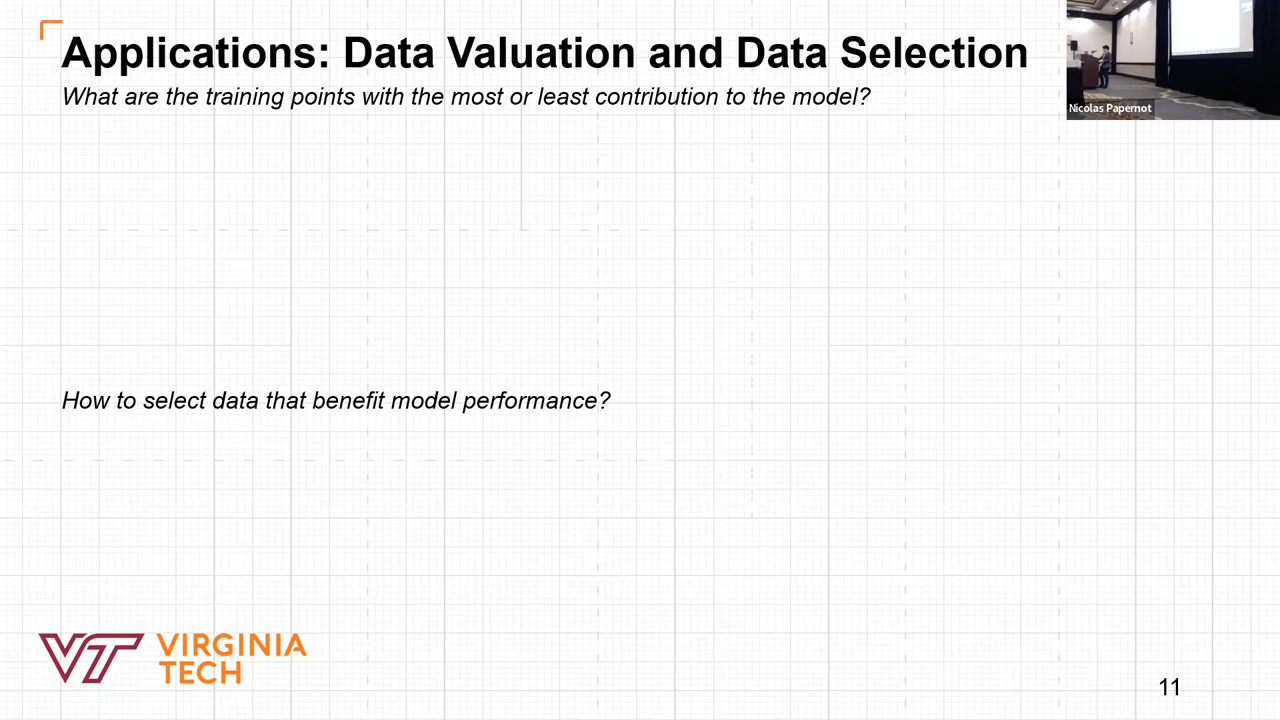 Applications: Data Valuation and Data Selection
What are the training points with the most or least contribution to the model?
Nicolas Papernot
How to select data that benefit model performance?
VT VIRGINIA
TECH
11